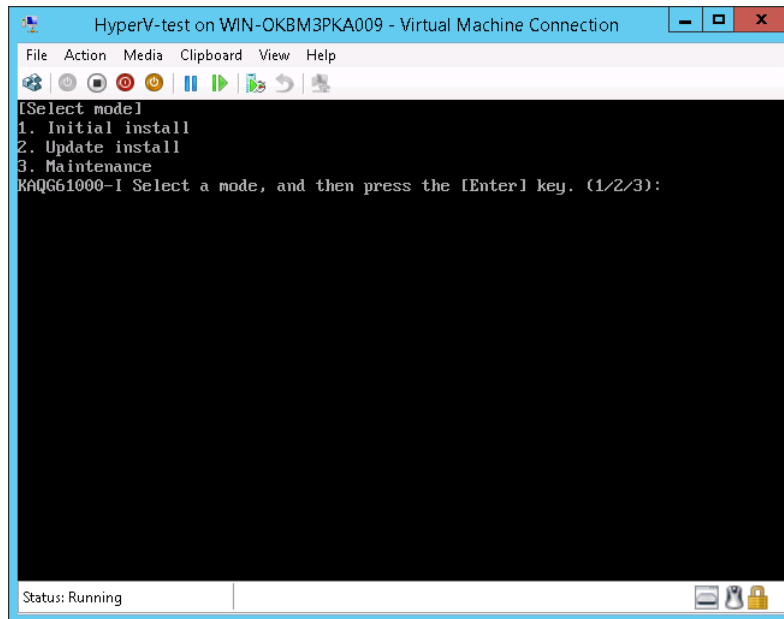 HyperV-test on WIN-OKBM3PKA009 - Virtual Machine Connection
File Action Media Clipboard View Help
[Select mode]
1. Initial install
2. Update install
3. Maintenance
KAQG61000-I Select a mode, and then press the [Enter] key. (1/2/3):
Status: Running